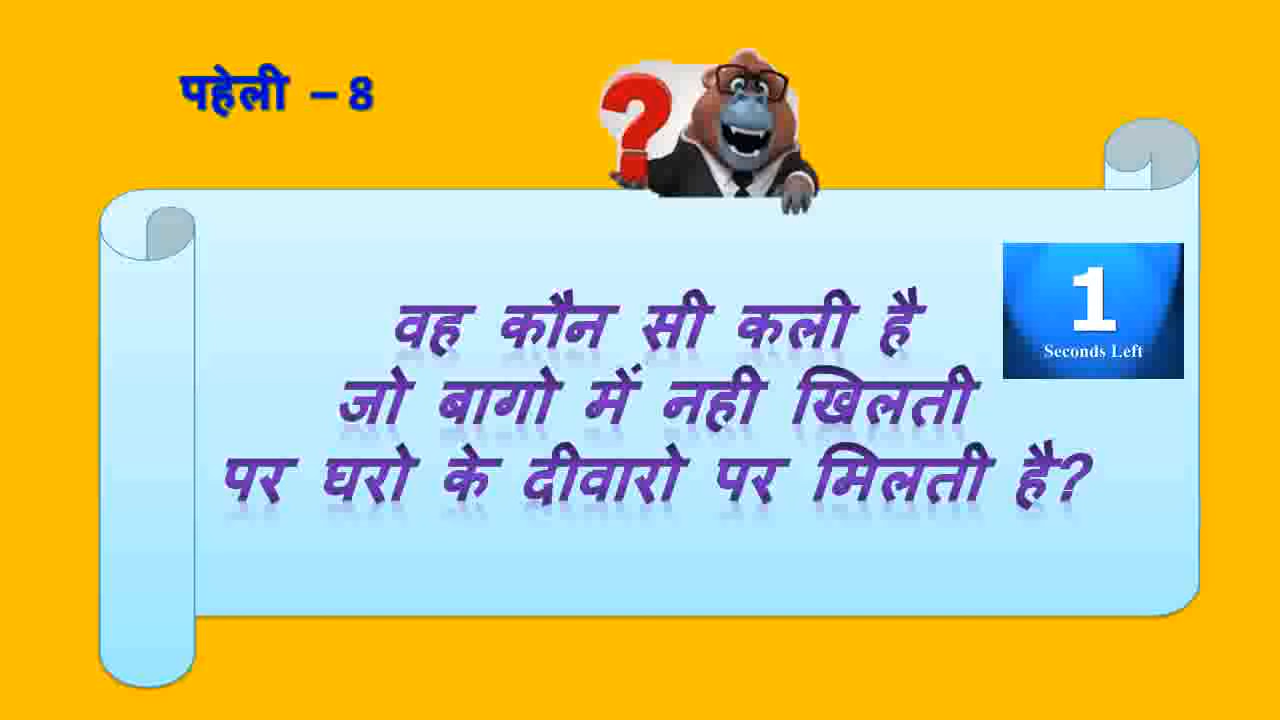 पहेली – 8
1
Seconds Left
वह कौन सी कली है
जो बागो में नही खिलती
पर घरो के दीवारो पर मिलती है?